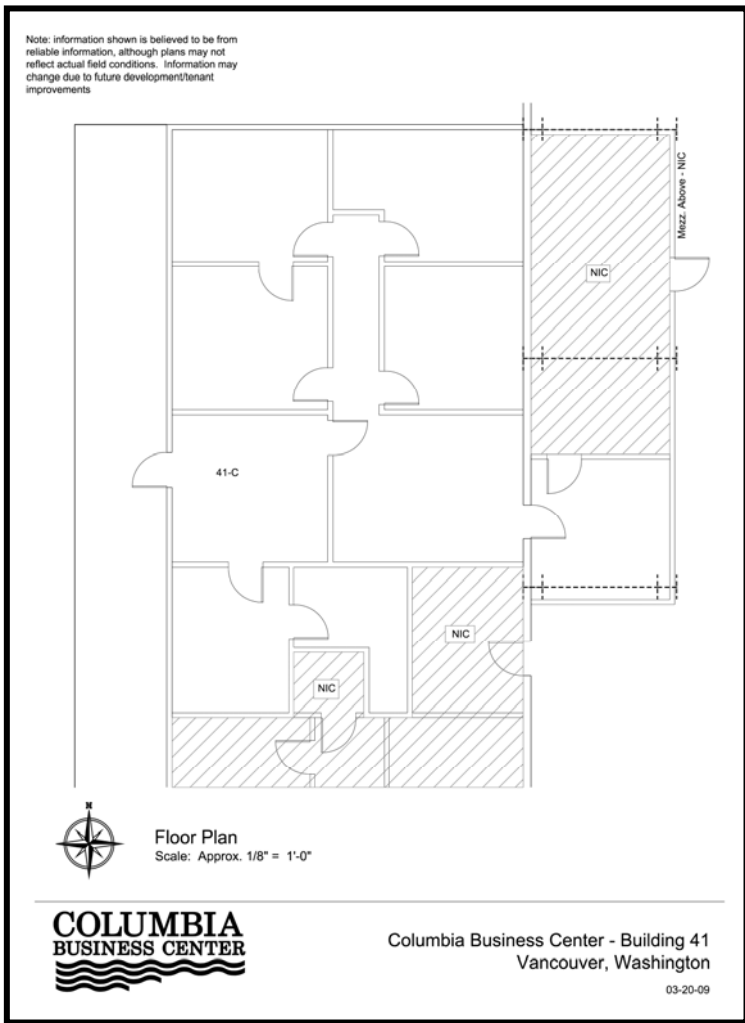 Note: information shown is believed to be from
reliable information, although plans may not
reflect actual field conditions. Information may
change due to future development/tenant
improvements
Mezz. Above - NIC
NIC
41-C
NIC
NIC
N
Floor Plan
Scale: Approx. 1/8" = 1'-0"
COLUMBIA
BUSINESS CENTER
Columbia Business Center - Building 41
Vancouver, Washington
03-20-09